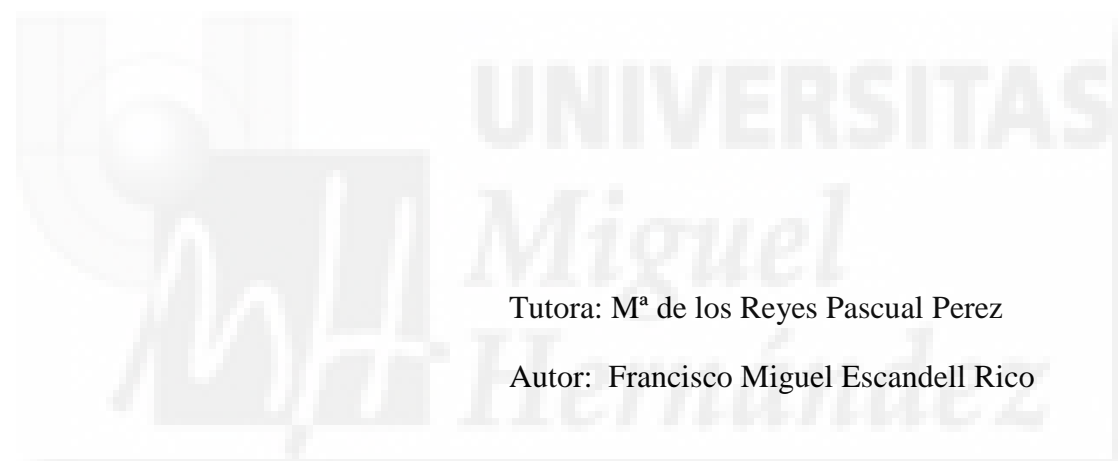 UNIVERSITAS
Miguel
Tutora: Mª de los Reyes Pascual Perez
Hernández
Autor:  Francisco Miguel Escandell Rico